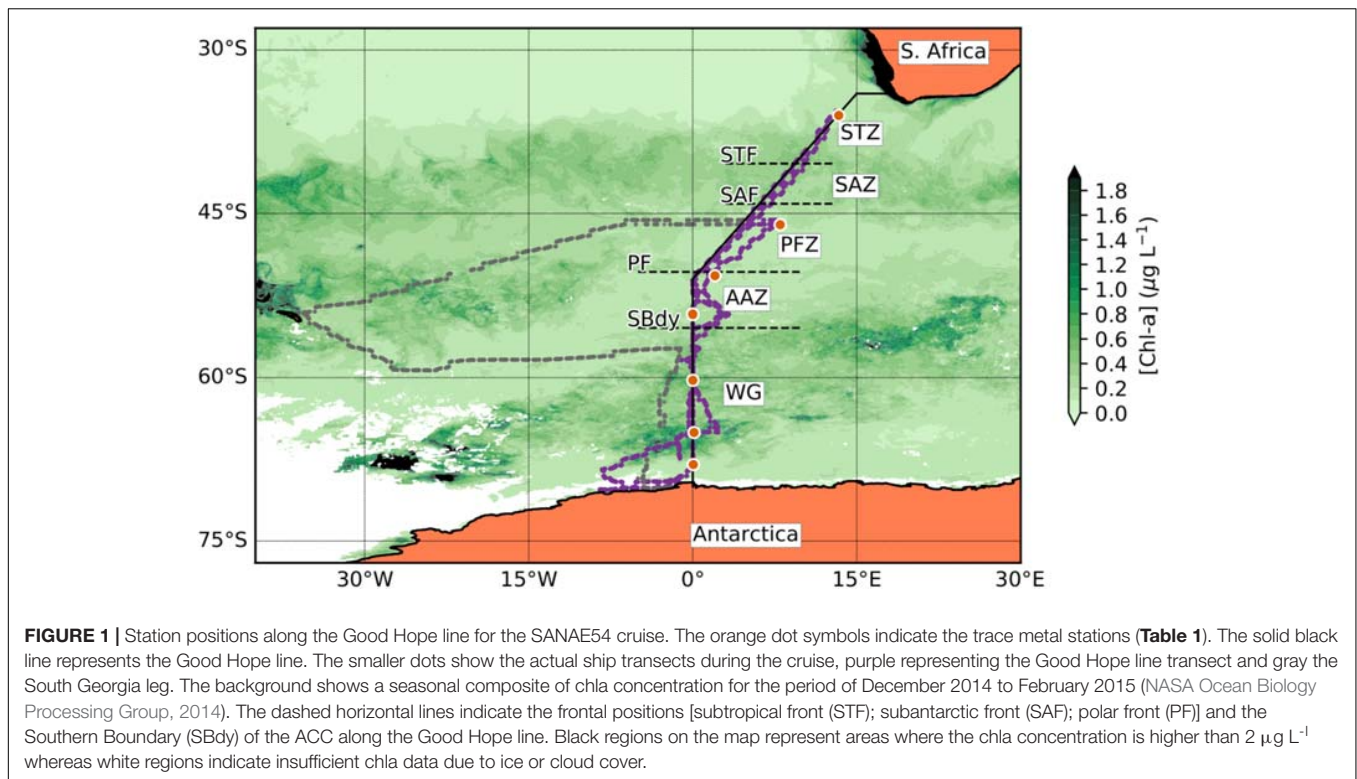 30°S
S. Africa
STZ
STF
SAF
SAZ
45°S
PFZ
PF
AAZ
SBdy
60°S
WG
75°S
Antarctica
30°W
15°W
0°
15°E
30°E
1.8
1.6
1.4
1.2
1.0
0.8
0.6
0.4
0.2
0.0
[Chl-a] (μg L⁻¹)
FIGURE 1 | Station positions along the Good Hope line for the SANAE54 cruise. The orange dot symbols indicate the trace metal stations (Table 1). The solid black
line represents the Good Hope line. The smaller dots show the actual ship transects during the cruise, purple representing the Good Hope line transect and gray the
South Georgia leg. The background shows a seasonal composite of chla concentration for the period of December 2014 to February 2015 (NASA Ocean Biology
Processing Group, 2014). The dashed horizontal lines indicate the frontal positions [subtropical front (STF); subantarctic front (SAF); polar front (PF)] and the
Southern Boundary (SBdy) of the ACC along the Good Hope line. Black regions on the map represent areas where the chla concentration is higher than 2 μg L⁻ˡ
whereas white regions indicate insufficient chla data due to ice or cloud cover.